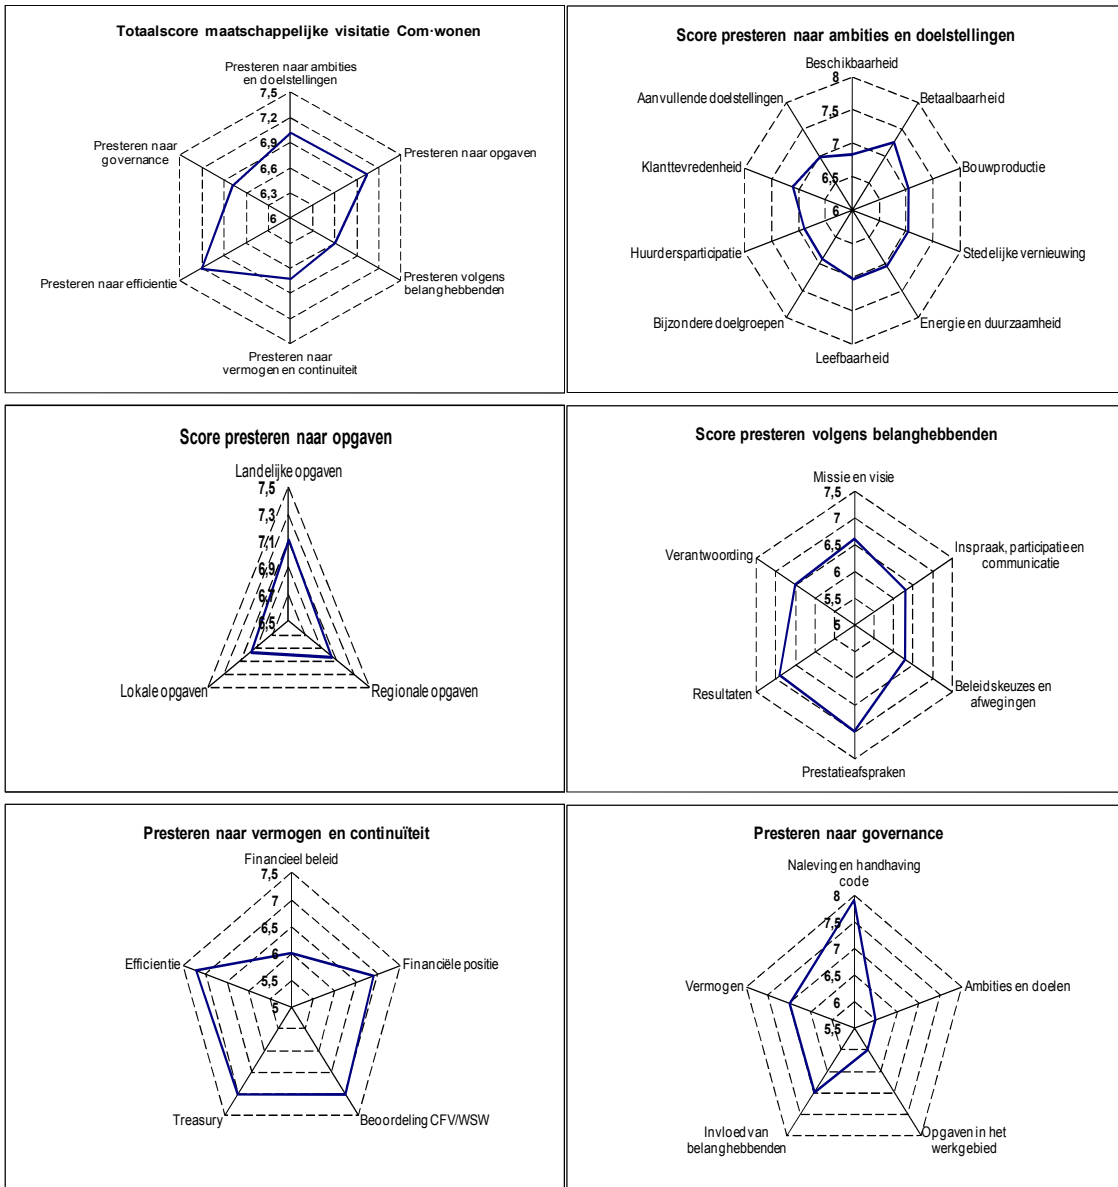 Totaalscore maatschappelijke visitatie Com·wonen
Presteren naar ambities
en doelstellingen
7,5
7,2
6,9
6,6
6,3
6
Presteren naar opgaven
Presteren volgens
belanghebbenden
Presteren naar
vermogen en continuiteit
Presteren naar efficientie
Presteren naar
governance
Score presteren naar ambities en doelstellingen
Beschikbaarheid
8
7,5
7
6,5
6
Betaalbaarheid
Bouwproductie
Stedelijke vernieuwing
Energie en duurzaamheid
Leefbaarheid
Bijzondere doelgroepen
Huurdersparticipatie
Klanttevredenheid
Aanvullende doelstellingen
Score presteren naar opgaven
Landelijke opgaven
7,5
7,3
7,1
6,9
6,7
6,5
Lokale opgaven
Regionale opgaven
Score presteren volgens belanghebbenden
Missie en visie
7,5
7
6,5
6
5,5
5
Inspraak, participatie en
communicatie
Beleidskeuzes en
afwegingen
Prestatieafspraken
Resultaten
Verantwoording
Presteren naar vermogen en continuïteit
Financieel beleid
7,5
7
6,5
6
5,5
5
Financiële positie
Beoordeling CFV/WSW
Treasury
Efficientie
Presteren naar governance
Naleving en handhaving
code
8
7,5
7
6,5
6
5,5
Ambities en doelen
Opgaven in het
werkgebied
Invloed van
belanghebbenden
Vermogen